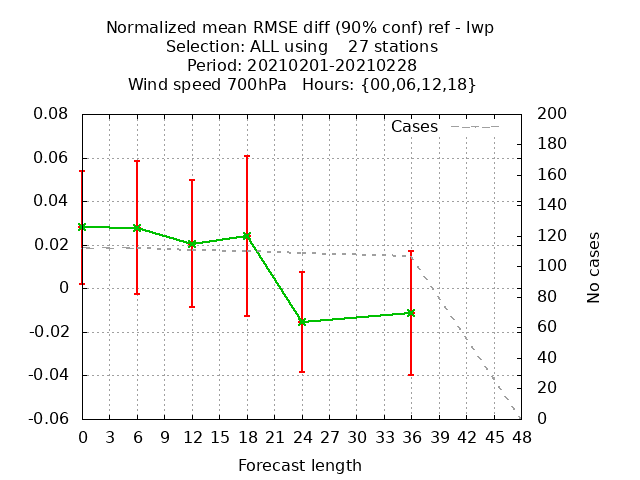 Normalized mean RMSE diff (90% conf) ref - lwp
Selection: ALL using    27 stations
Period: 20210201-20210228
Wind speed 700hPa   Hours: {00,06,12,18}
0.08
0.06
0.04
0.02
0
-0.02
-0.04
-0.06
Cases
200
180
160
140
120
100
80
60
40
20
0
No cases
0 3 6 9 12 15 18 21 24 27 30 33 36 39 42 45 48
Forecast length